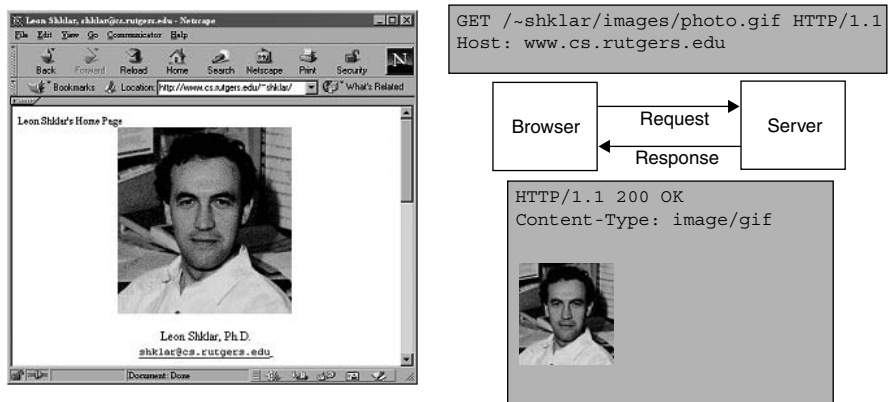 Leon Shklar, shklar@cs.rutgers.edu - Netscape
File Edit View Go Communicator Help
Back Forward Reload Home Search Netscape Print Security
N
Bookmarks Location: http://www.cs.rutgers.edu/~shklar/ What's Related
Leon Shklar's Home Page
Leon Shklar, Ph.D.
shklar@cs.rutgers.edu
Document: Done
GET /~shklar/images/photo.gif HTTP/1.1
Host: www.cs.rutgers.edu
Browser
Request
Response
Server
HTTP/1.1 200 OK
Content-Type: image/gif